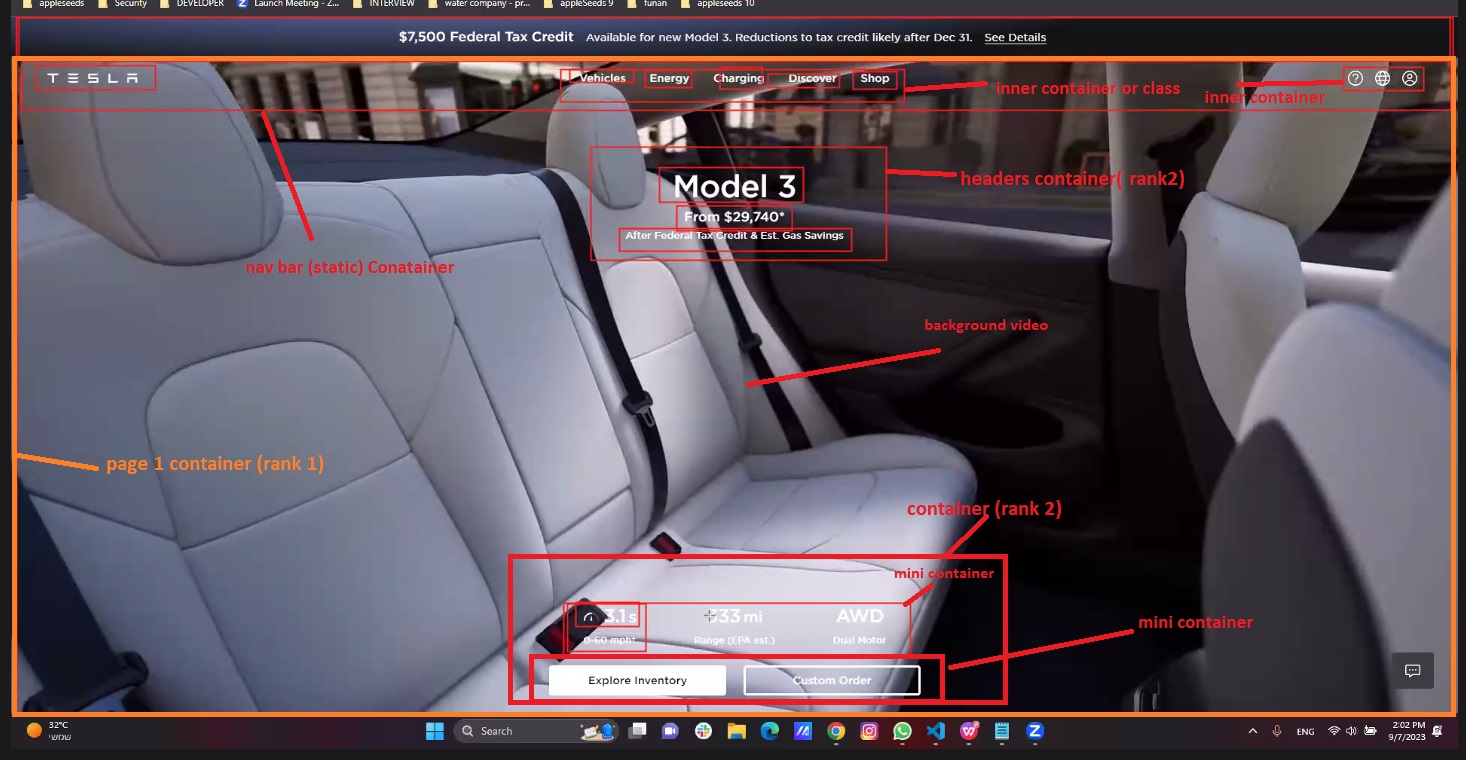 appleseeds Security DEVELOPER Launch Meeting - Z... INTERVIEW water company - pr... appleSeeds 9 funan appleseeds 10
$7,500 Federal Tax Credit Available for new Model 3. Reductions to tax credit likely after Dec 31. See Details
TESLA Vehicles Energy Charging Discover Shop
inner container or class
inner container
Model 3
headers container( rank2)
From $29,740*
After Federal Tax Credit & Est. Gas Savings
nav bar (static) Conatainer
background video
page 1 container (rank 1)
container (rank 2)
mini container
3.1 s 333 mi AWD
0-60 mph† Range (EPA est.) Dual Motor
mini container
Explore Inventory Custom Order
32°C
שמשי
Search
ENG
2:02 PM
9/7/2023